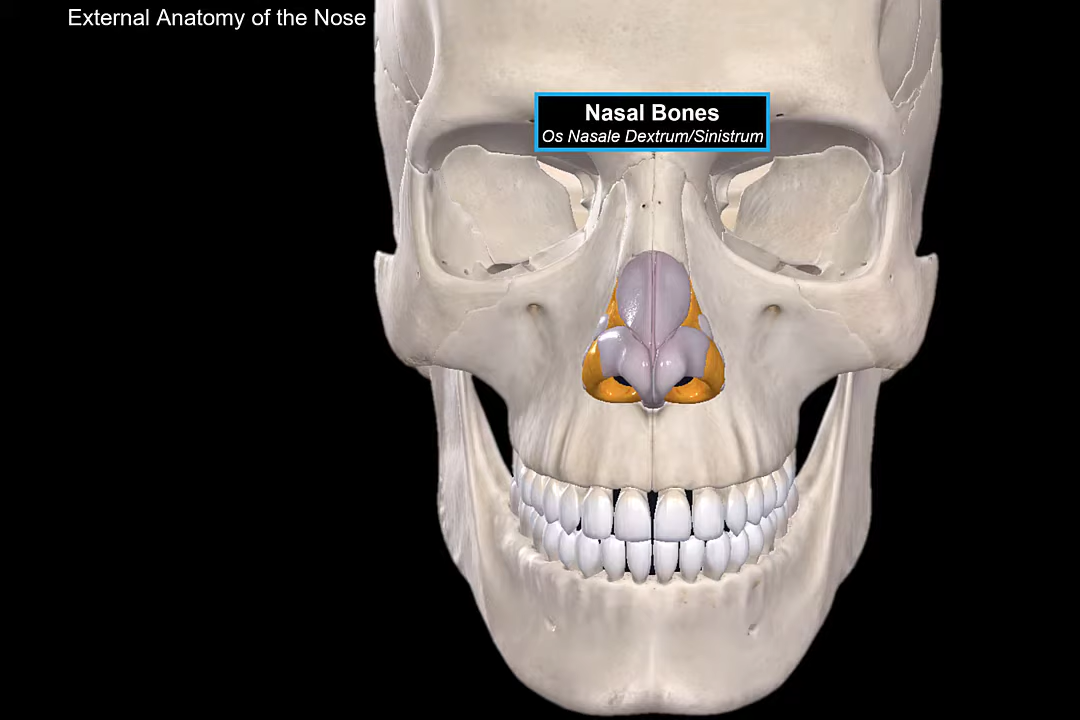 External Anatomy of the Nose
Nasal Bones
Os Nasale Dextrum/Sinistrum